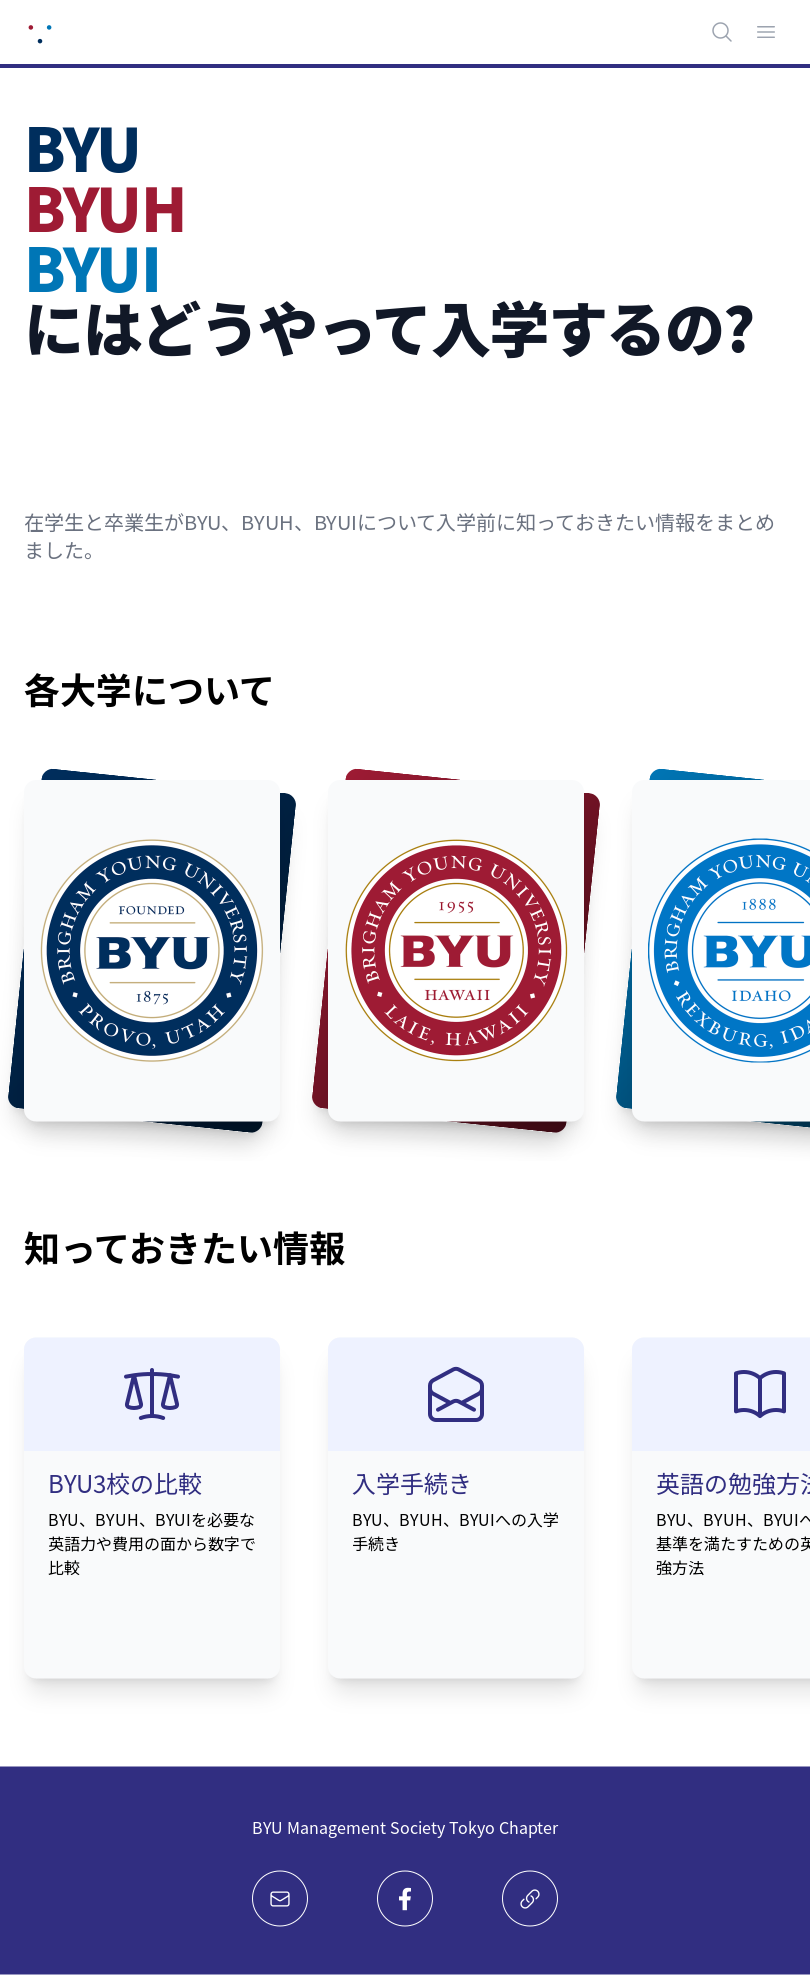 BYU
BYUH
BYUI
にはどうやって入学するの?
在学生と卒業生がBYU、BYUH、BYUIについて入学前に知っておきたい情報をまとめ
ました。
各大学について
BRIGHAM YOUNG UNIVERSITY
FOUNDED
BYU
1875
PROVO, UTAH
BRIGHAM YOUNG UNIVERSITY
1955
BYU
HAWAII
LAIE, HAWAII
BRIGHAM YOUNG UN
1888
BYU
IDAHO
REXBURG, IDA
知っておきたい情報
BYU3校の比較
BYU、BYUH、BYUIを必要な
英語力や費用の面から数字で
比較
入学手続き
BYU、BYUH、BYUIへの入学
手続き
英語の勉強方法
BYU、BYUH、BYUIへ
基準を満たすための英
強方法
BYU Management Society Tokyo Chapter